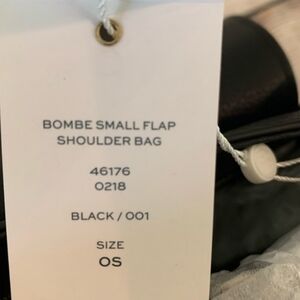 BOMBE SMALL FLAP
SHOULDER BAG
46176
0218
BLACK / 001
SIZE
OS